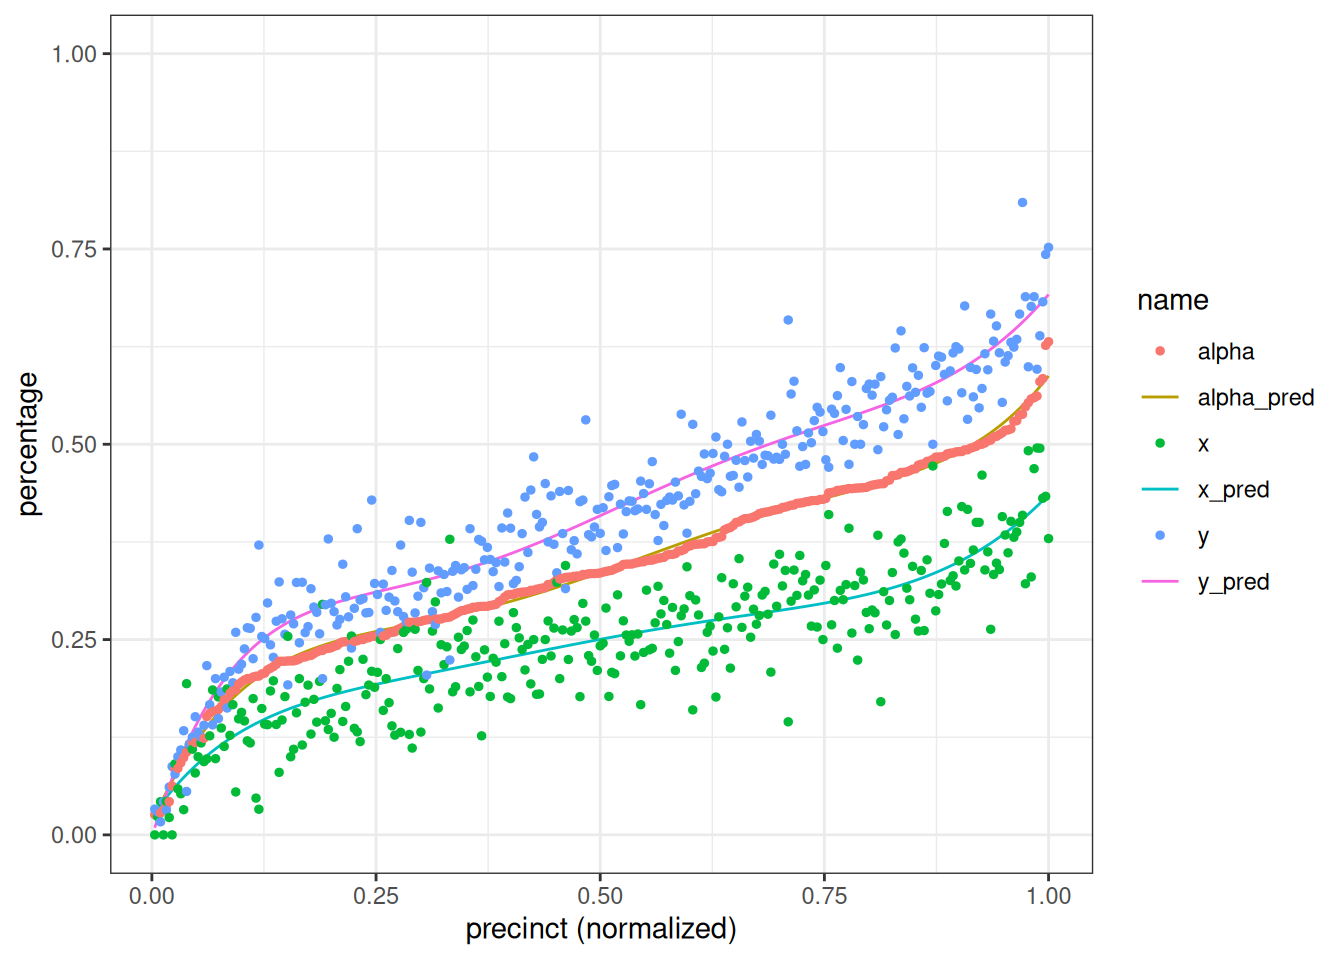 1.00
0.75
0.50
0.25
0.00
percentage
0.00 0.25 0.50 0.75 1.00
precinct (normalized)
name
alpha
alpha_pred
x
x_pred
y
y_pred